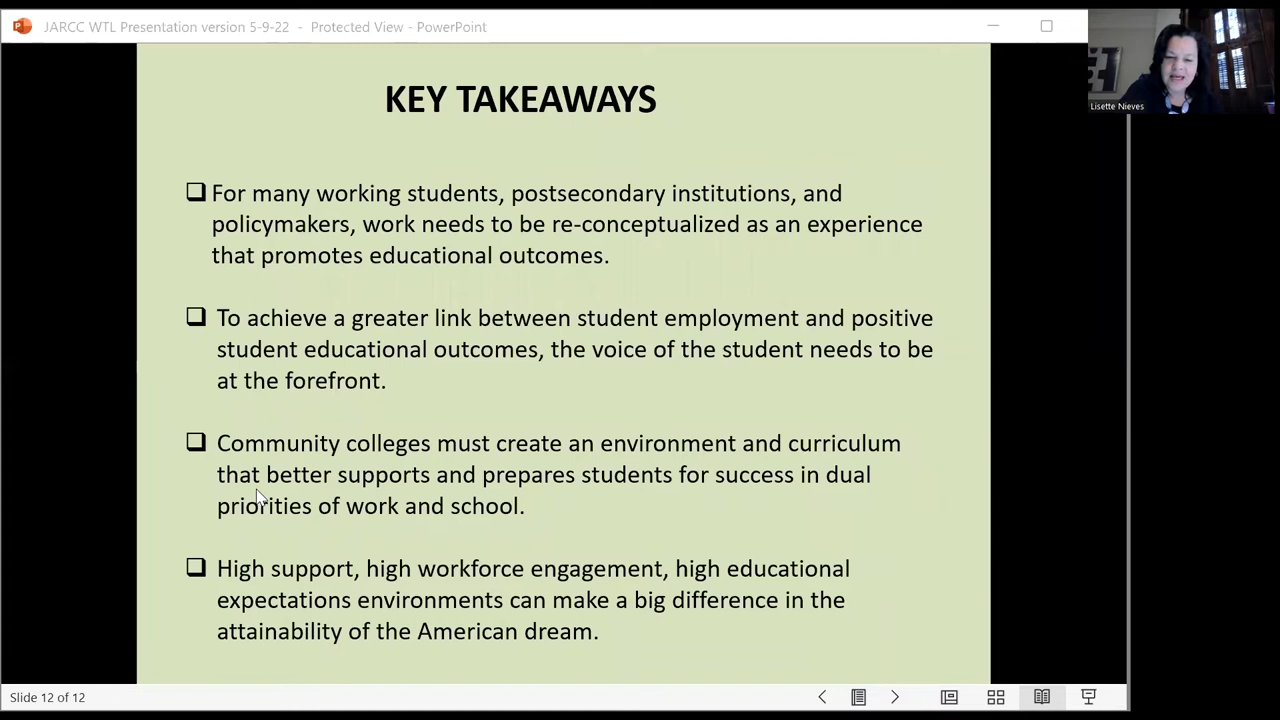 JARCC WTL Presentation version 5-9-22 - Protected View - PowerPoint
Lisette Nieves
KEY TAKEAWAYS
For many working students, postsecondary institutions, and
policymakers, work needs to be re-conceptualized as an experience
that promotes educational outcomes.
To achieve a greater link between student employment and positive
student educational outcomes, the voice of the student needs to be
at the forefront.
Community colleges must create an environment and curriculum
that better supports and prepares students for success in dual
priorities of work and school.
High support, high workforce engagement, high educational
expectations environments can make a big difference in the
attainability of the American dream.
Slide 12 of 12